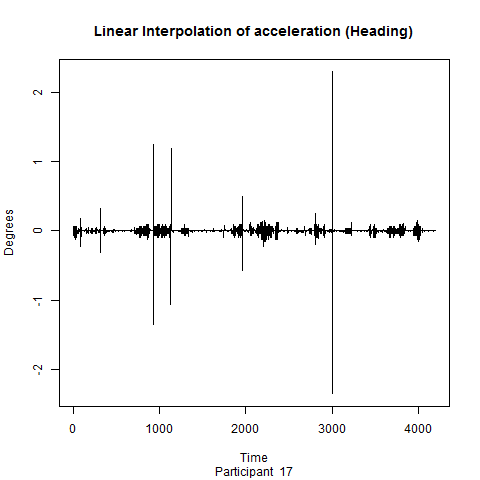 Linear Interpolation of acceleration (Heading)
2
1
0
-1
-2
Degrees
0 1000 2000 3000 4000
Time
Participant 17